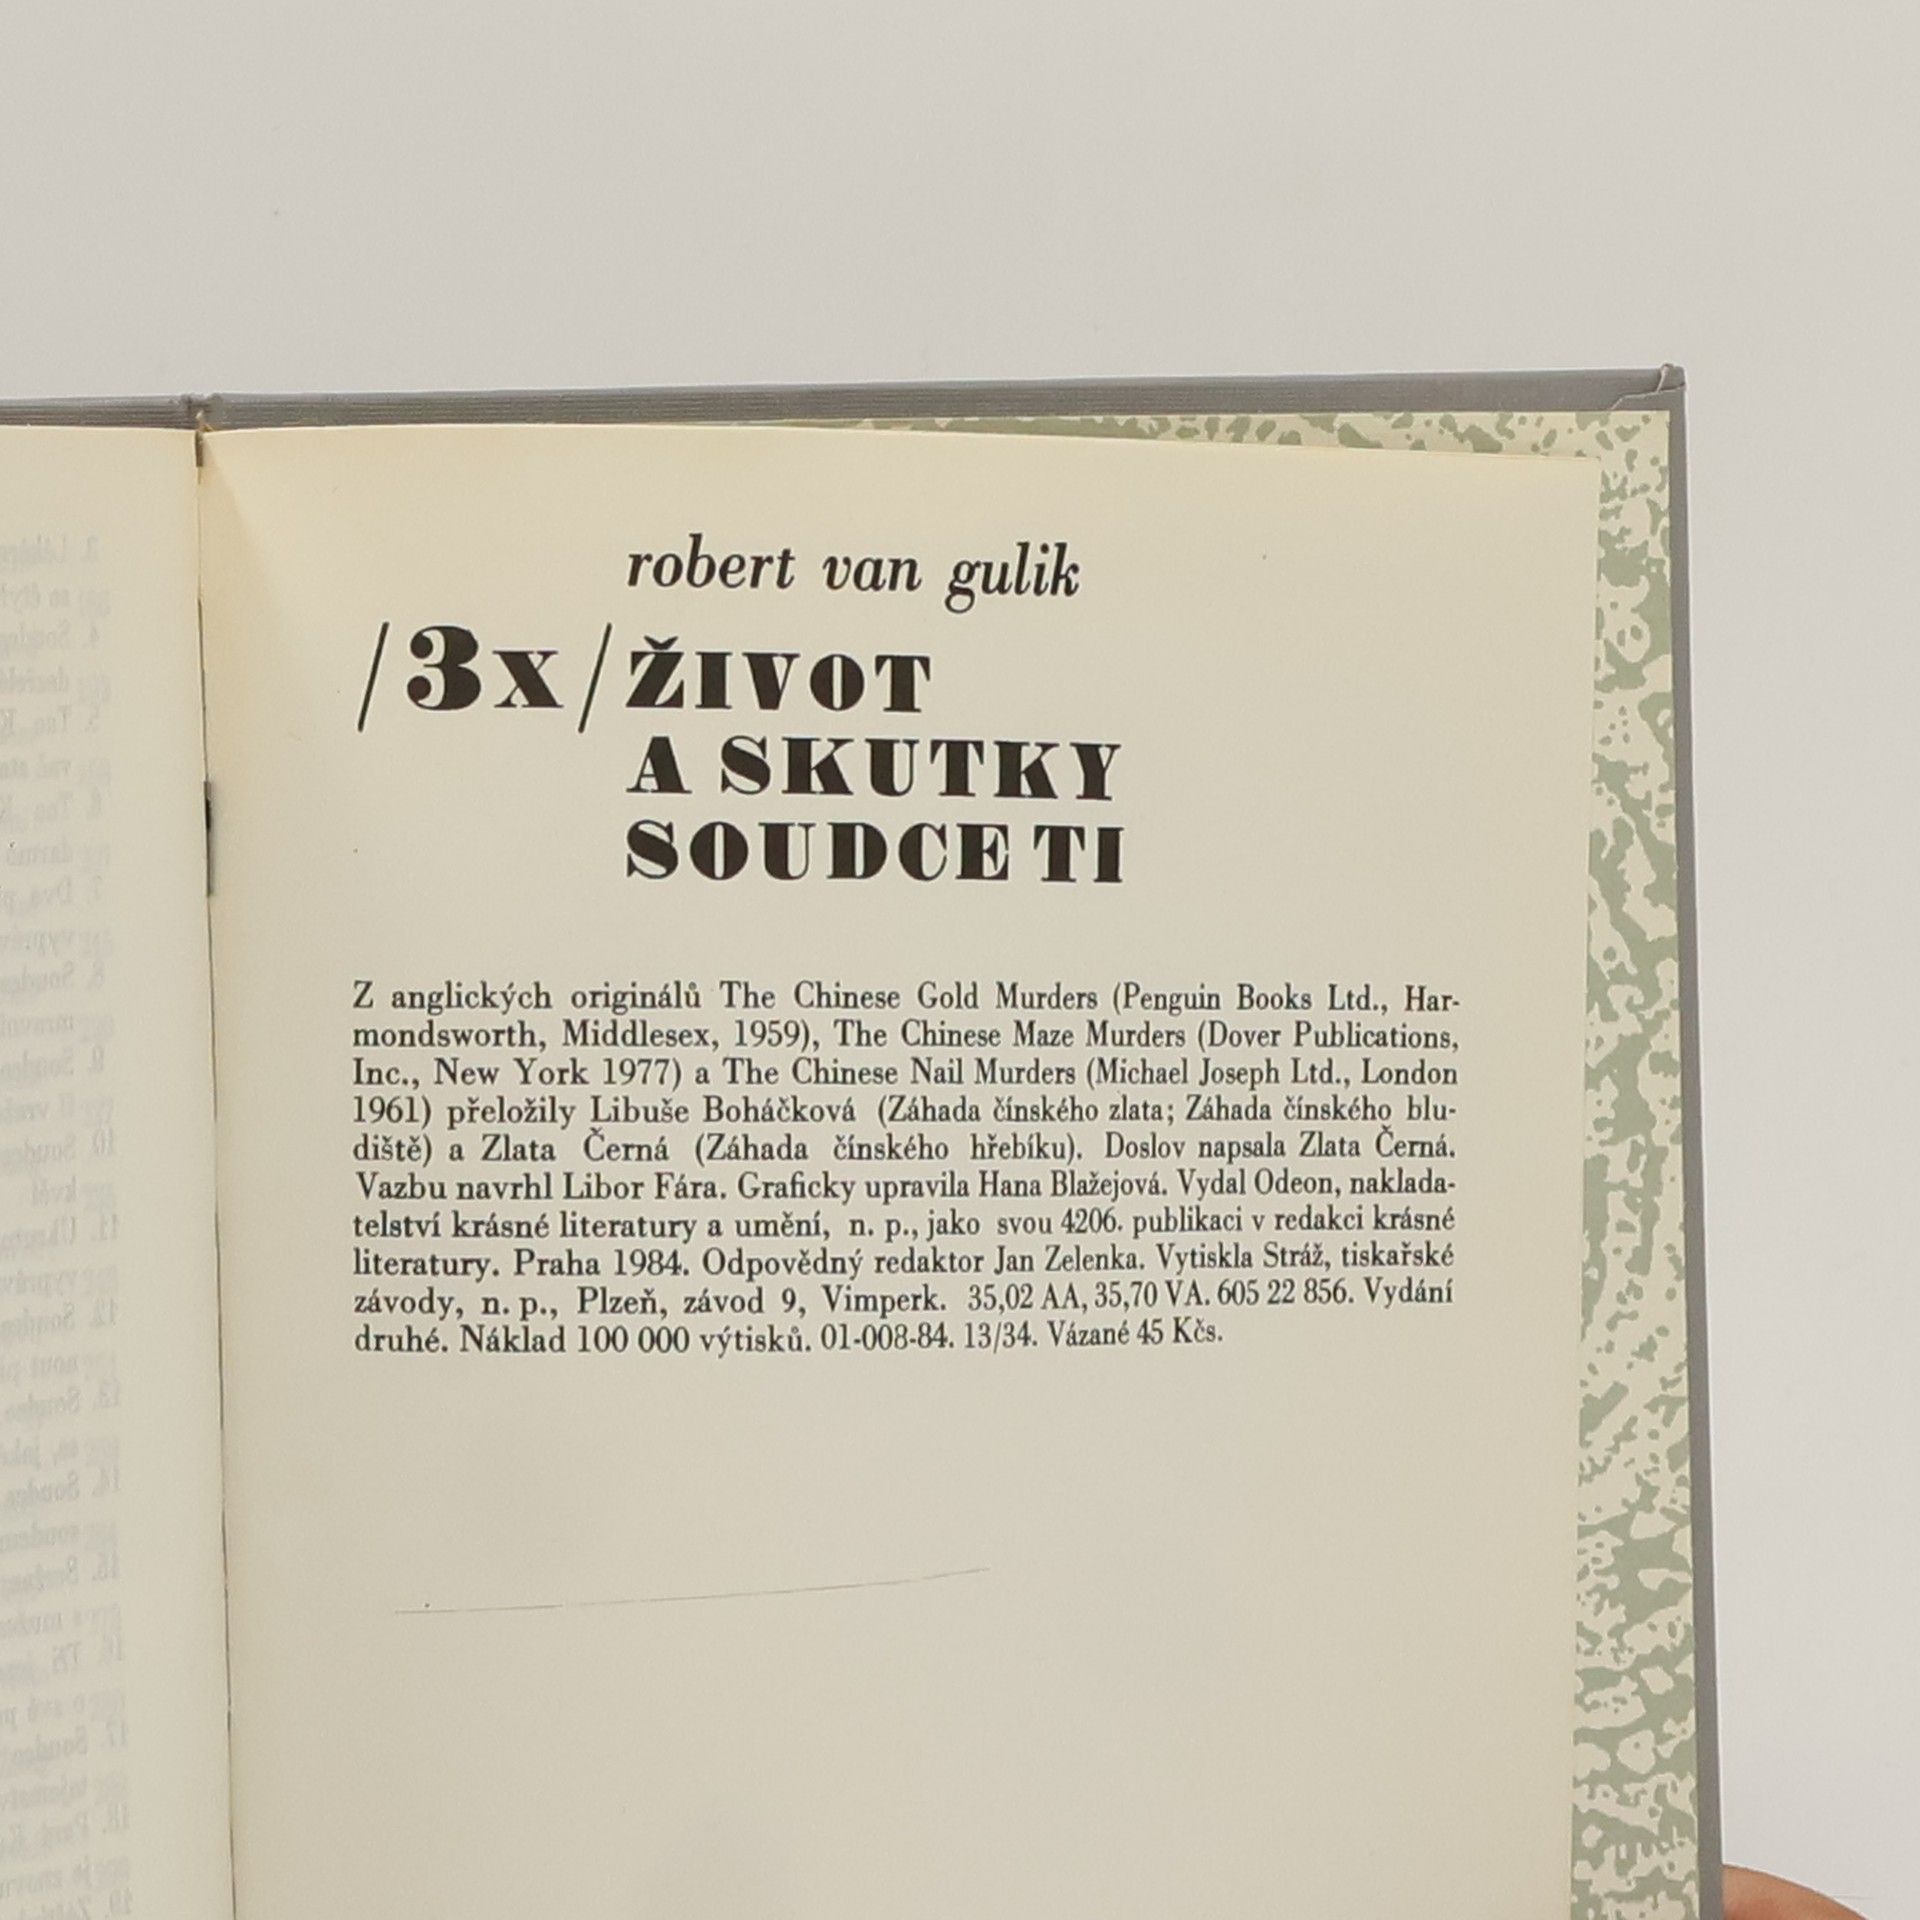 robert van gulik
/3x/ ŽIVOT
A SKUTKY
SOUDCE TI
Z anglických originálů The Chinese Gold Murders (Penguin Books Ltd., Har-
mondsworth, Middlesex, 1959), The Chinese Maze Murders (Dover Publications,
Inc., New York 1977) a The Chinese Nail Murders (Michael Joseph Ltd., London
1961) přeložily Libuše Boháčková (Záhada čínského zlata; Záhada čínského blu-
diště) a Zlata Černá (Záhada čínského hřebíku). Doslov napsala Zlata Černá.
Vazbu navrhl Libor Fára. Graficky upravila Hana Blažejová. Vydal Odeon, naklada-
telství krásné literatury a umění, n. p., jako svou 4206. publikaci v redakci krásné
literatury. Praha 1984. Odpovědný redaktor Jan Zelenka. Vytiskla Stráž, tiskařské
závody, n. p., Plzeň, závod 9, Vimperk. 35,02 AA, 35,70 VA. 605 22 856. Vydání
druhé. Náklad 100 000 výtisků. 01-008-84. 13/34. Vázané 45 Kčs.